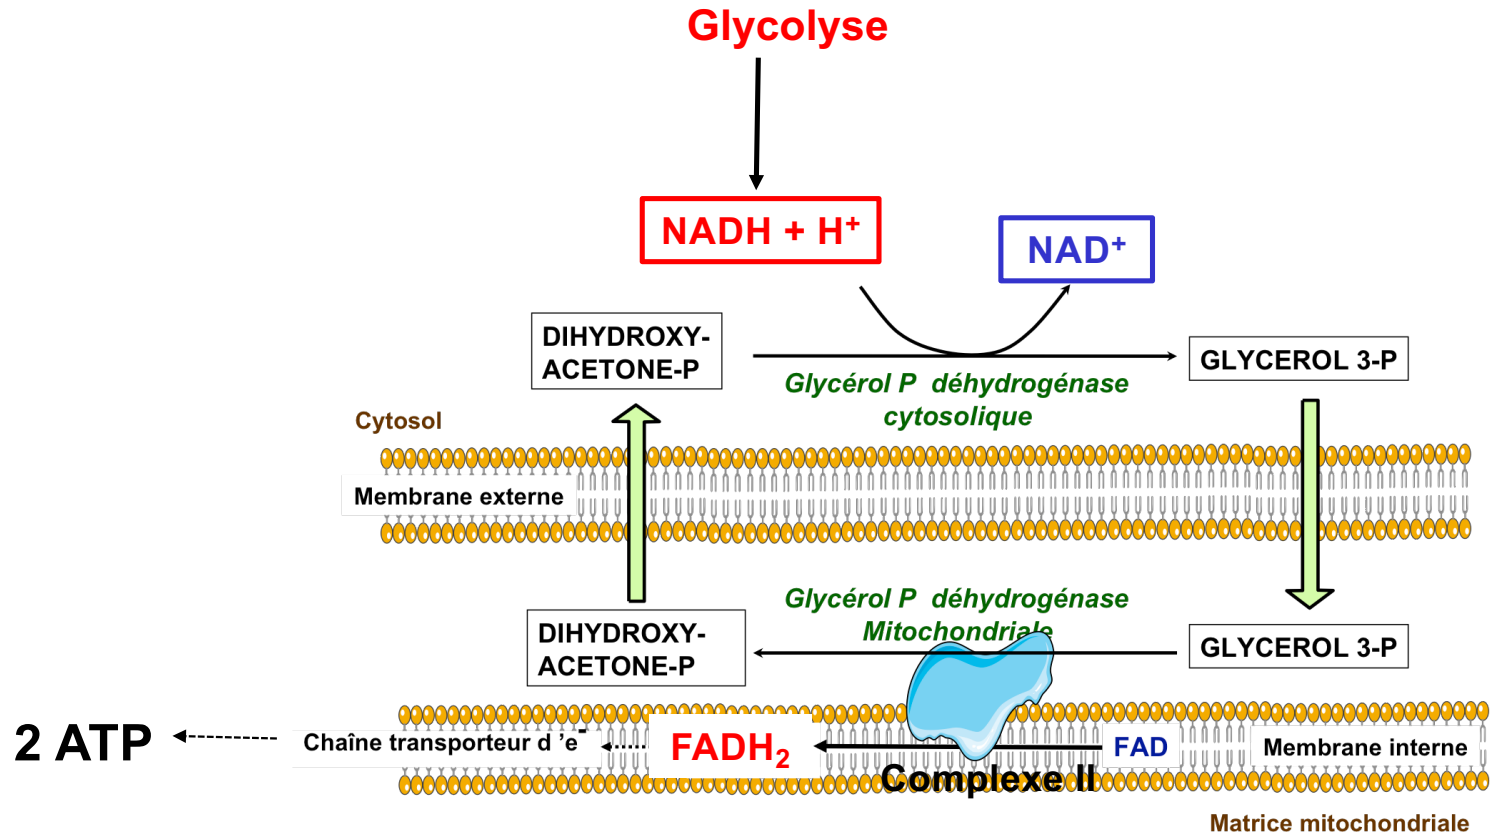 Glycolyse
NADH + H⁺
NAD⁺
DIHYDROXY-
ACETONE-P
GLYCEROL 3-P
Glycérol P déhydrogénase
cytosolique
Cytosol
Membrane externe
Glycérol P déhydrogénase
Mitochondriale
DIHYDROXY-
ACETONE-P
GLYCEROL 3-P
2 ATP
Chaîne transporteur d ’e⁻
FADH₂
FAD
Membrane interne
Complexe II
Matrice mitochondriale